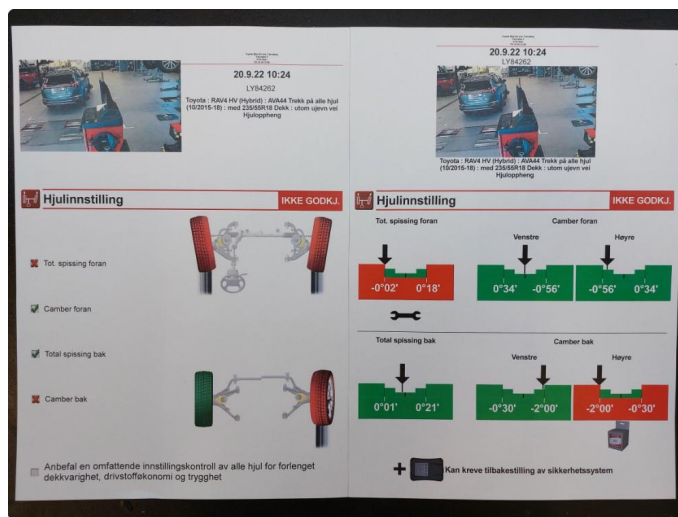 20.9.22 10:24
LY84262
Toyota : RAV4 HV (Hybrid) : AVA44 Trekk på alle hjul
(10/2015-18) : med 235/55R18 Dekk : utom ujevn vei
Hjuloppheng
Hjulinnstilling
IKKE GODKJ.
Tot. spissing foran
Camber foran
Total spissing bak
Camber bak
Anbefal en omfattende innstillingskontroll av alle hjul for forlenget
dekkvarighet, drivstofføkonomi og trygghet
20.9.22 10:24
LY84262
Toyota : RAV4 HV (Hybrid) : AVA44 Trekk på alle hjul
(10/2015-18) : med 235/55R18 Dekk : utom ujevn vei
Hjuloppheng
Hjulinnstilling
IKKE GODKJ.
Tot. spissing foran
Camber foran
Venstre
Høyre
-0°02' 0°18'
0°34' -0°56'
-0°56' 0°34'
Total spissing bak
Camber bak
Venstre
Høyre
0°01' 0°21'
-0°30' -2°00'
-2°00' -0°30'
Kan kreve tilbakestilling av sikkerhetssystem